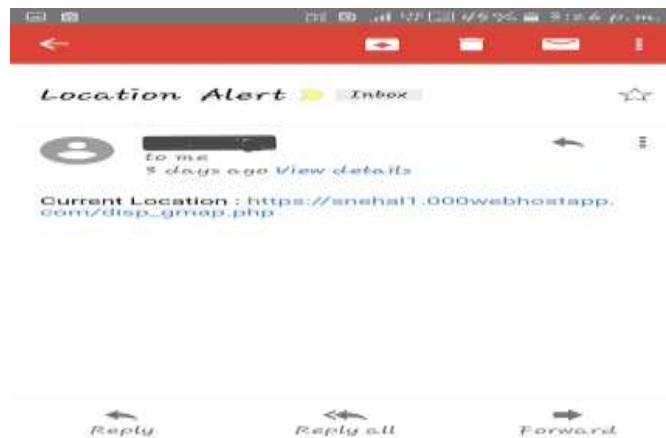 Location Alert Inbox
to me
3 days ago View details
Current Location : https://snehal1.000webhostapp.
com/disp_gmap.php
Reply Reply all Forward